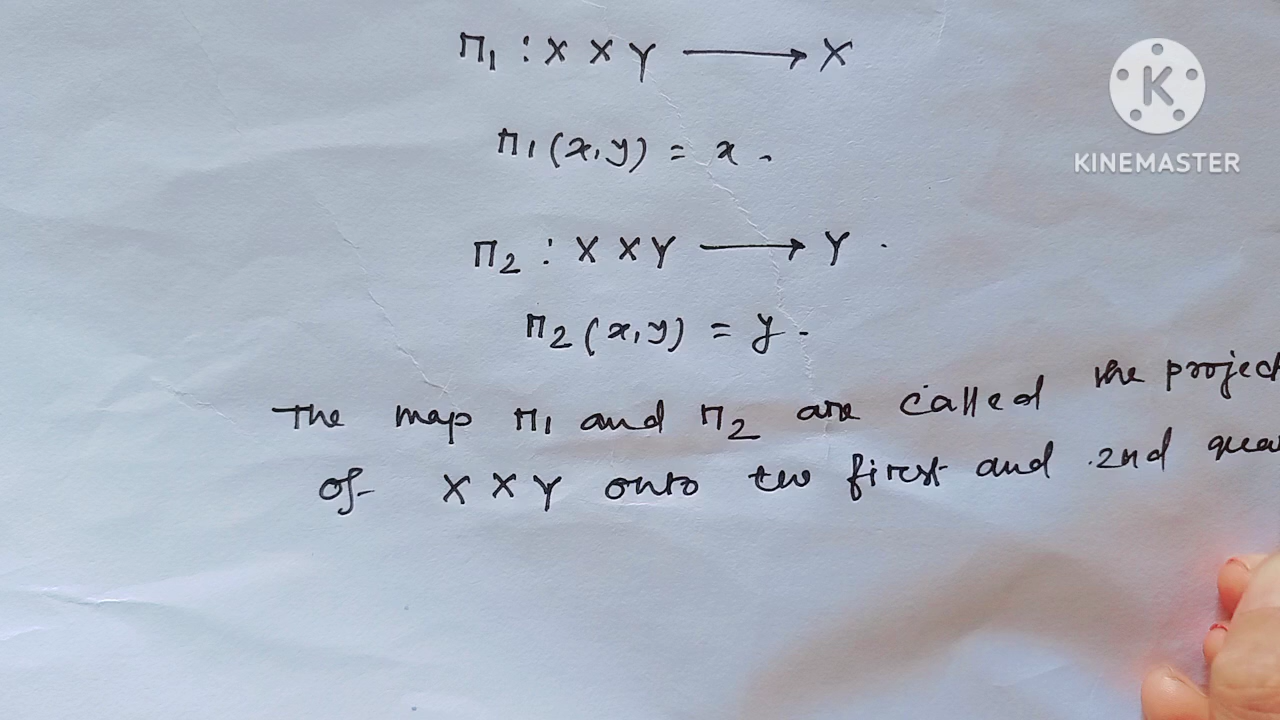 π₁ : X × Y ⟶ X
K
KINEMASTER
π₁(x,y) = x .
π₂ : X × Y ⟶ Y .
π₂(x,y) = y .
The map π₁ and π₂ are called the project
of X × Y onto the first and 2nd